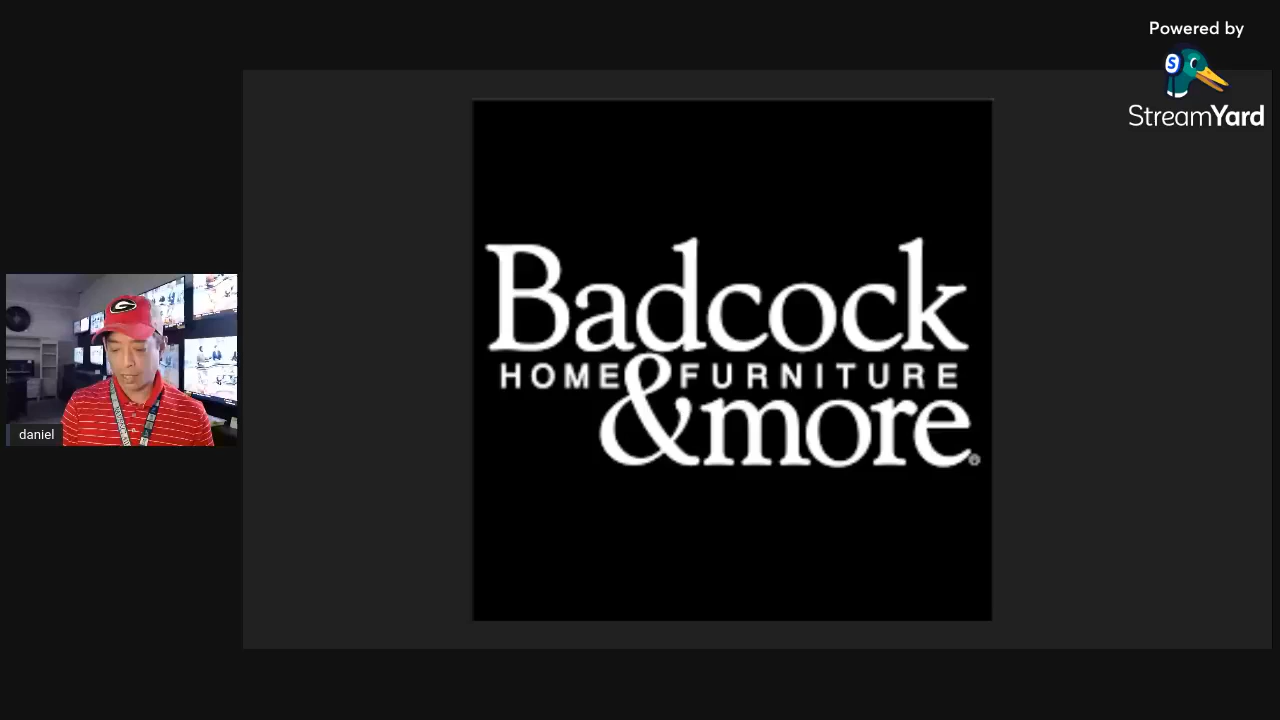 Powered by
StreamYard
Badcock
HOME FURNITURE
&more®
daniel